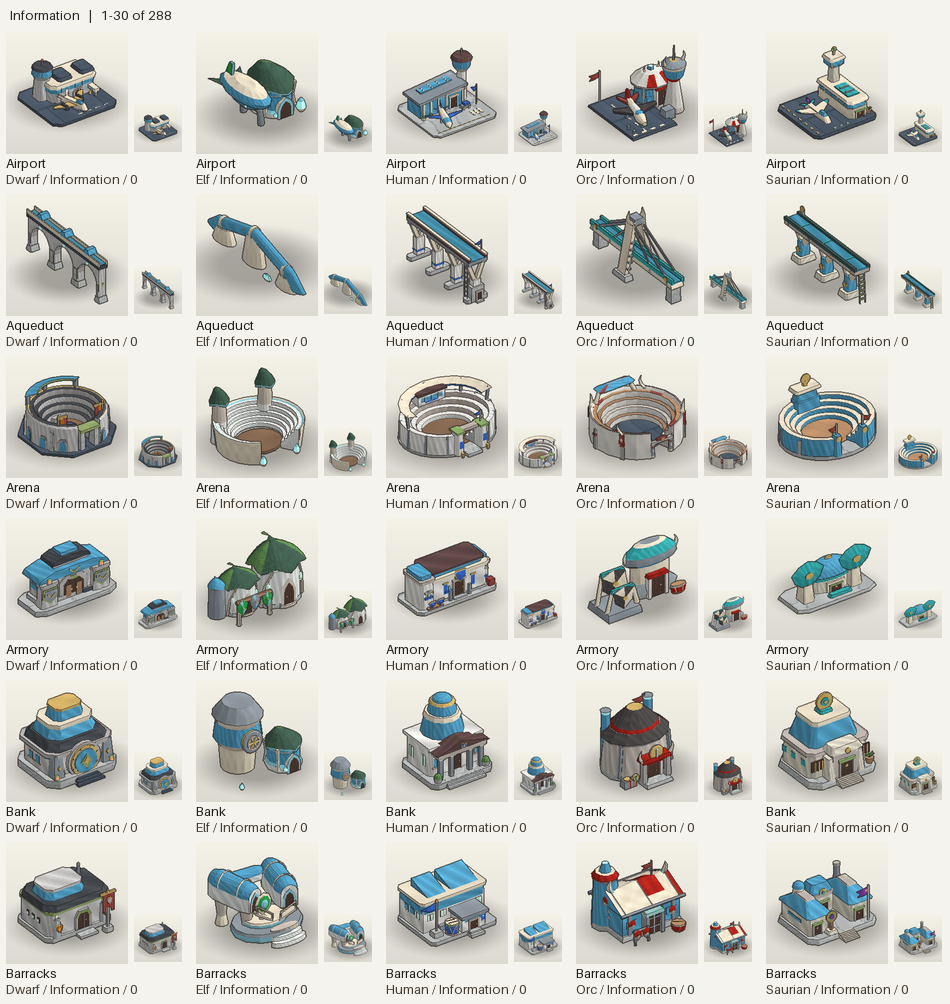 Information | 1-30 of 288
Airport
Dwarf / Information / 0
Airport
Elf / Information / 0
Airport
Human / Information / 0
Airport
Orc / Information / 0
Airport
Saurian / Information / 0
Aqueduct
Dwarf / Information / 0
Aqueduct
Elf / Information / 0
Aqueduct
Human / Information / 0
Aqueduct
Orc / Information / 0
Aqueduct
Saurian / Information / 0
Arena
Dwarf / Information / 0
Arena
Elf / Information / 0
Arena
Human / Information / 0
Arena
Orc / Information / 0
Arena
Saurian / Information / 0
Armory
Dwarf / Information / 0
Armory
Elf / Information / 0
Armory
Human / Information / 0
Armory
Orc / Information / 0
Armory
Saurian / Information / 0
Bank
Dwarf / Information / 0
Bank
Elf / Information / 0
Bank
Human / Information / 0
Bank
Orc / Information / 0
Bank
Saurian / Information / 0
Barracks
Dwarf / Information / 0
Barracks
Elf / Information / 0
Barracks
Human / Information / 0
Barracks
Orc / Information / 0
Barracks
Saurian / Information / 0